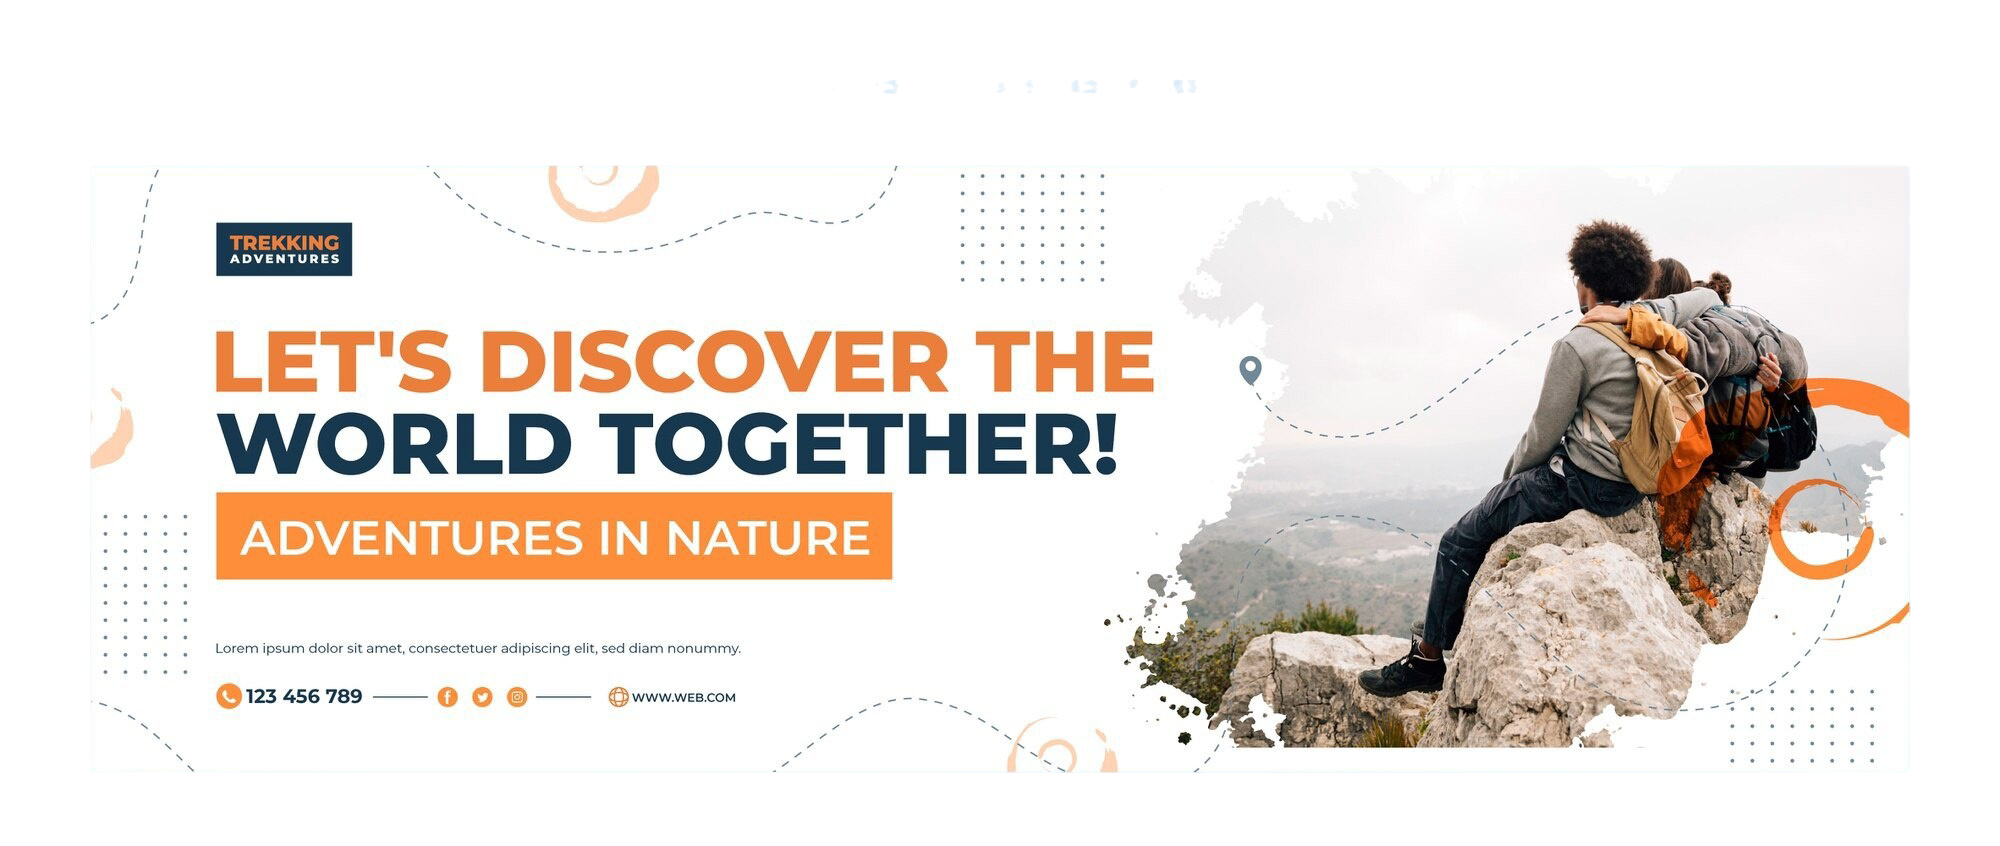 TREKKING
ADVENTURES
LET'S DISCOVER THE
WORLD TOGETHER!
ADVENTURES IN NATURE
Lorem ipsum dolor sit amet, consectetuer adipiscing elit, sed diam nonummy.
123 456 789 WWW.WEB.COM